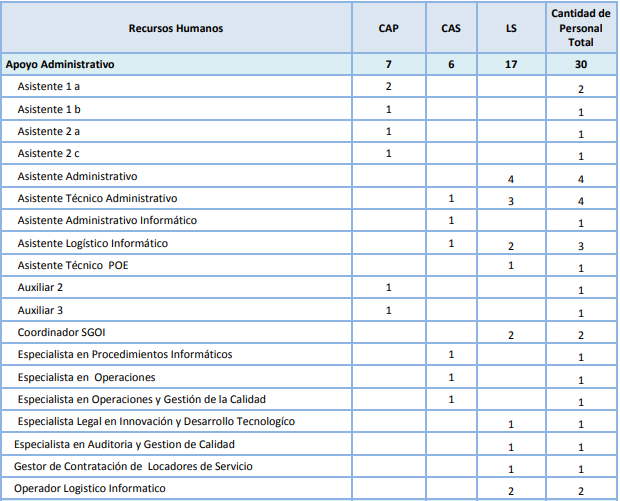 Recursos Humanos CAP CAS LS Cantidad de Personal Total
Apoyo Administrativo 7 6 17 30
Asistente 1 a 2 2
Asistente 1 b 1 1
Asistente 2 a 1 1
Asistente 2 c 1 1
Asistente Administrativo 4 4
Asistente Técnico Administrativo 1 3 4
Asistente Administrativo Informático 1 1
Asistente Logístico Informático 1 2 3
Asistente Técnico POE 1 1
Auxiliar 2 1 1
Auxiliar 3 1 1
Coordinador SGOI 2 2
Especialista en Procedimientos Informáticos 1 1
Especialista en Operaciones 1 1
Especialista en Operaciones y Gestión de la Calidad 1 1
Especialista Legal en Innovación y Desarrollo Tecnologíco 1 1
Especialista en Auditoria y Gestion de Calidad 1 1
Gestor de Contratación de Locadores de Servicio 1 1
Operador Logistico Informatico 2 2